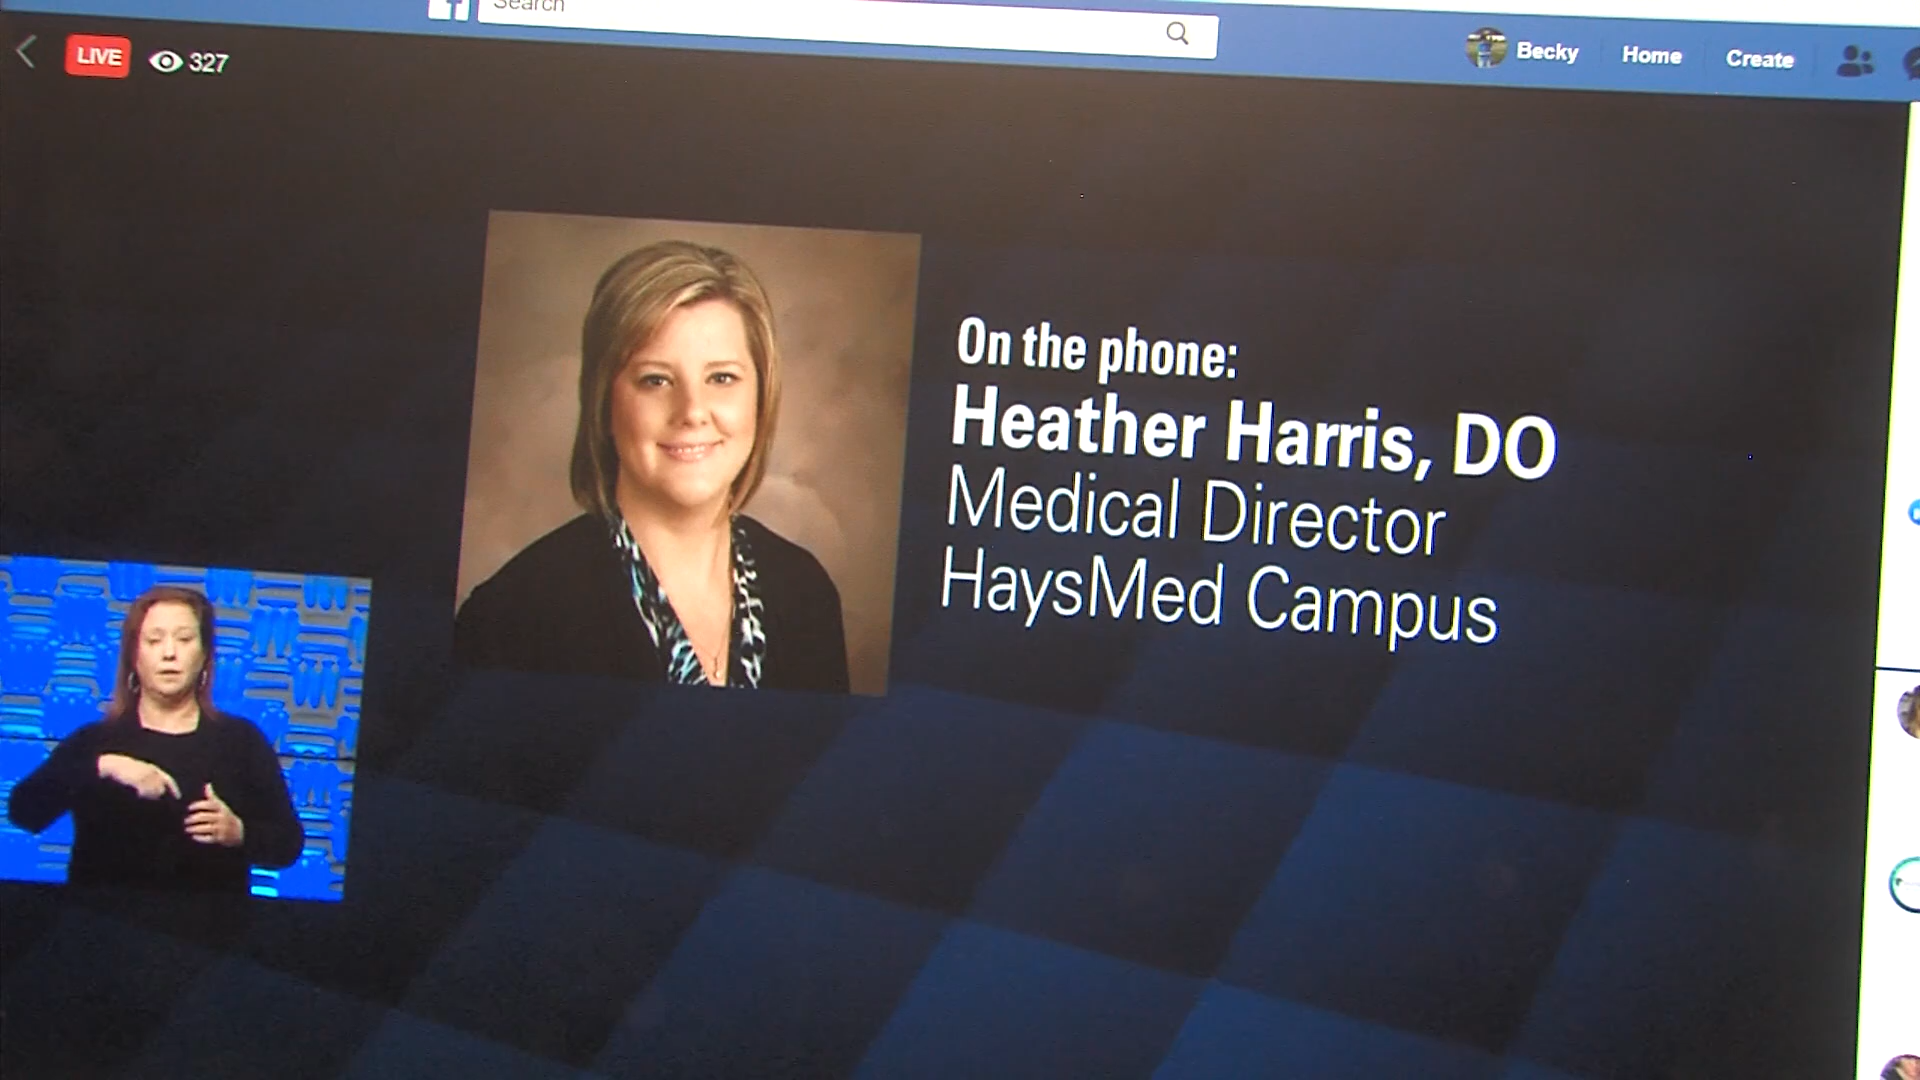 Search
LIVE 327
Becky Home Create
On the phone:
Heather Harris, DO
Medical Director
HaysMed Campus